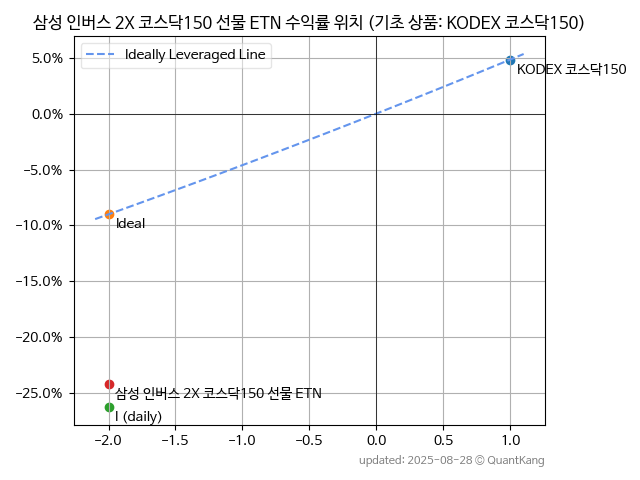 삼성 인버스 2X 코스닥150 선물 ETN 수익률 위치 (기초 상품: KODEX 코스닥150)
Ideally Leveraged Line
5.0%
KODEX 코스닥150
0.0%
−5.0%
−10.0%
Ideal
−15.0%
−20.0%
−25.0%
삼성 인버스 2X 코스닥150 선물 ETN
I (daily)
−2.0 −1.5 −1.0 −0.5 0.0 0.5 1.0
updated: 2025-08-28 © QuantKang